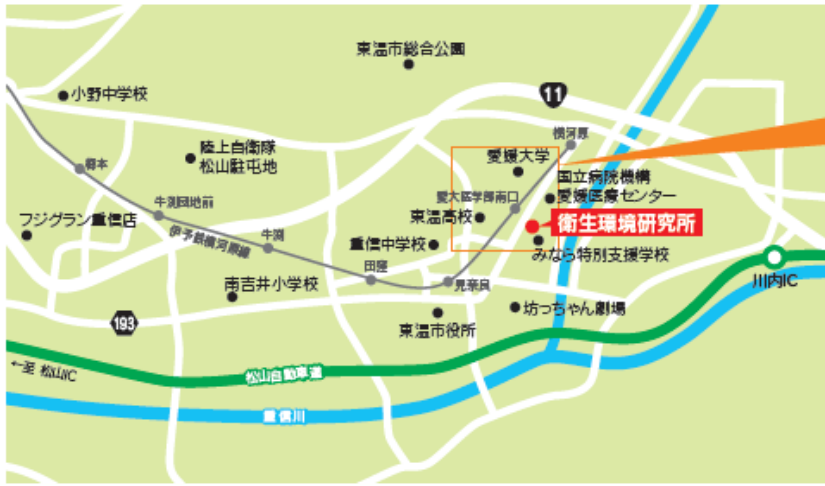 東温市総合公園
小野中学校
11
横河原
陸上自衛隊
松山駐屯地
愛媛大学
梅本
国立病院機構
愛媛医療センター
愛大医学部南口
牛渕団地前
東温高校
フジグラン重信店
衛生環境研究所
伊予鉄横河原線
牛渕
重信中学校
みなら特別支援学校
田窪
川内IC
南吉井小学校
見奈良
坊っちゃん劇場
193
東温市役所
←至 松山IC
松山自動車道
重信川